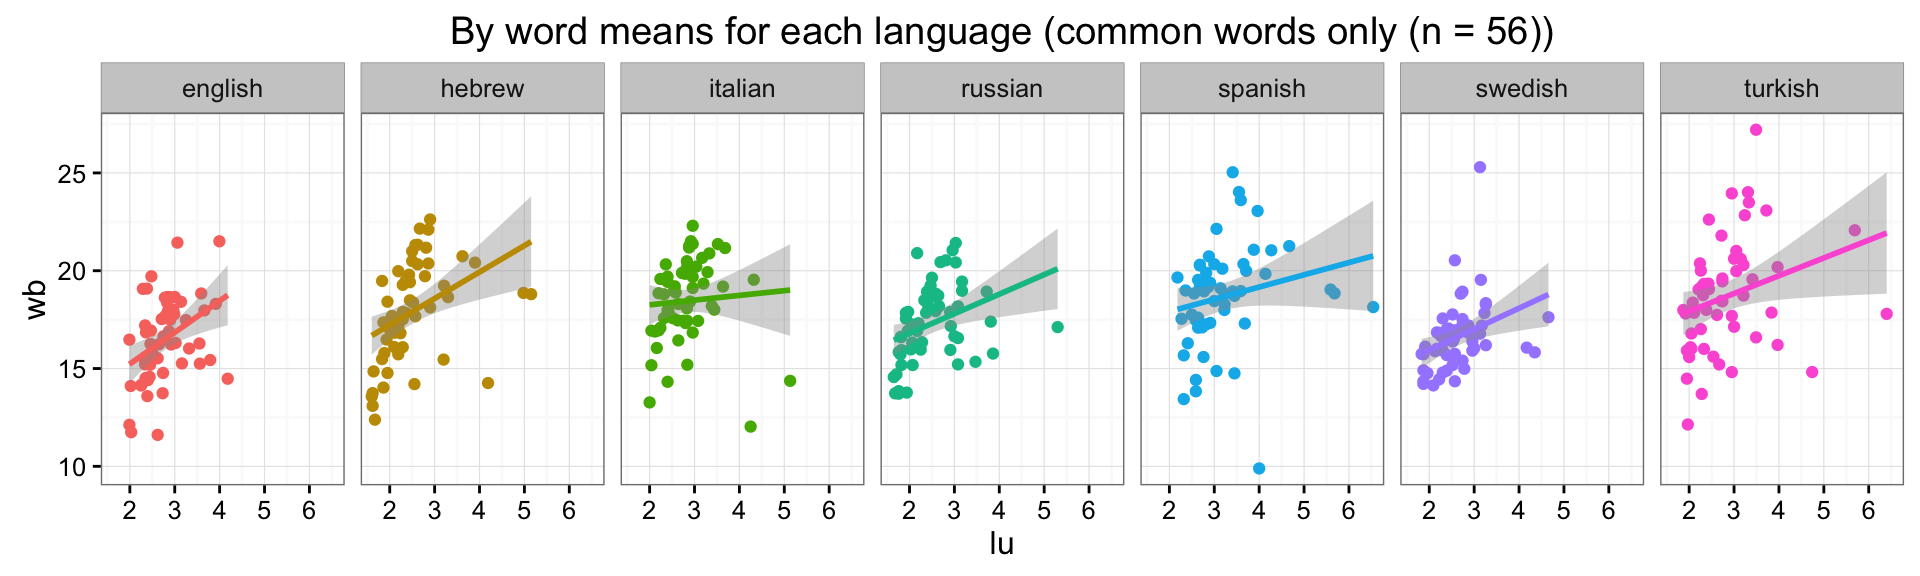 By word means for each language (common words only (n = 56))
english hebrew italian russian spanish swedish turkish
25
20
15
10
wb
2 3 4 5 6 2 3 4 5 6 2 3 4 5 6 2 3 4 5 6 2 3 4 5 6 2 3 4 5 6 2 3 4 5 6
lu